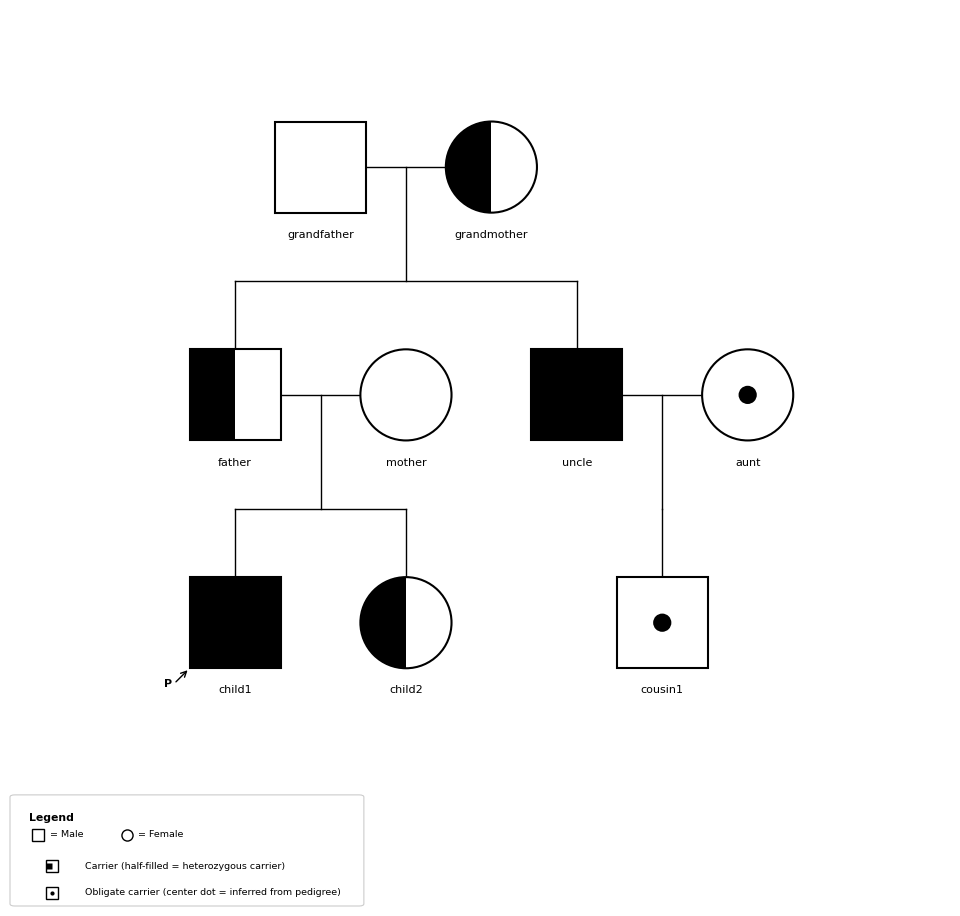 grandfather
grandmother
father
mother
uncle
aunt
P
child1
child2
cousin1
Legend
= Male
= Female
Carrier (half-filled = heterozygous carrier)
Obligate carrier (center dot = inferred from pedigree)